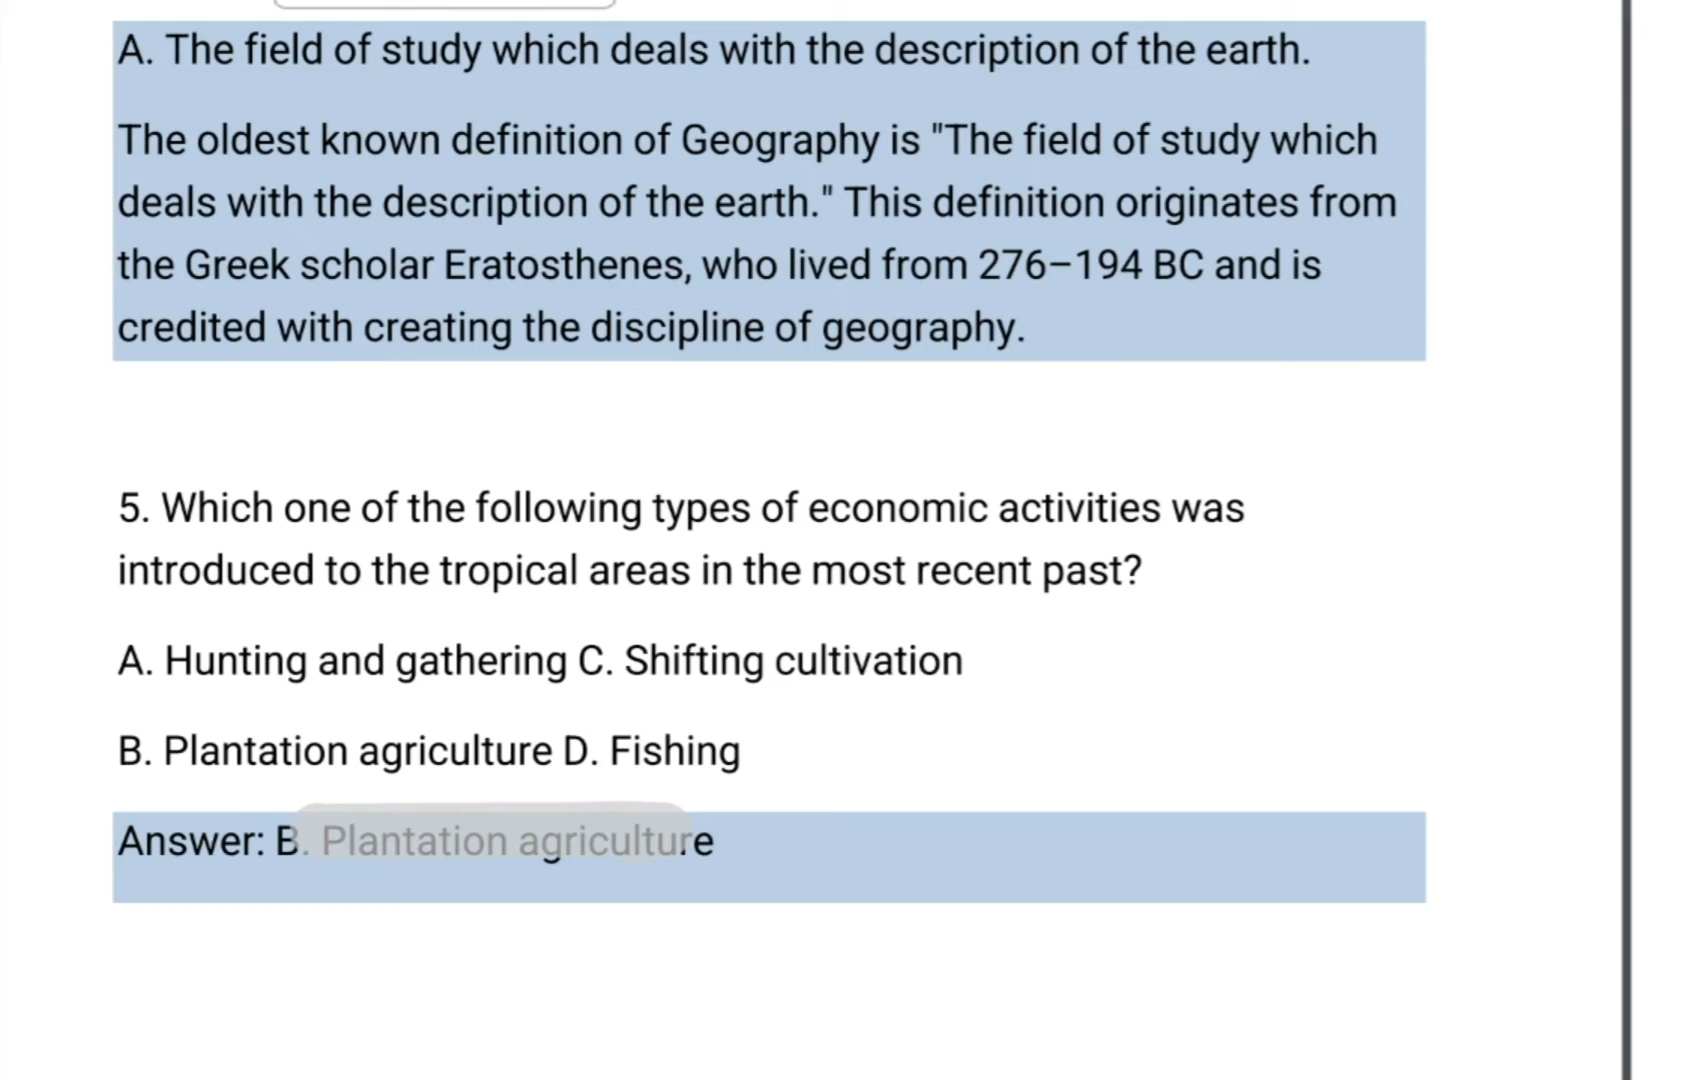 A. The field of study which deals with the description of the earth.
The oldest known definition of Geography is "The field of study which
deals with the description of the earth." This definition originates from
the Greek scholar Eratosthenes, who lived from 276–194 BC and is
credited with creating the discipline of geography.
5. Which one of the following types of economic activities was
introduced to the tropical areas in the most recent past?
A. Hunting and gathering C. Shifting cultivation
B. Plantation agriculture D. Fishing
Answer: B. Plantation agriculture